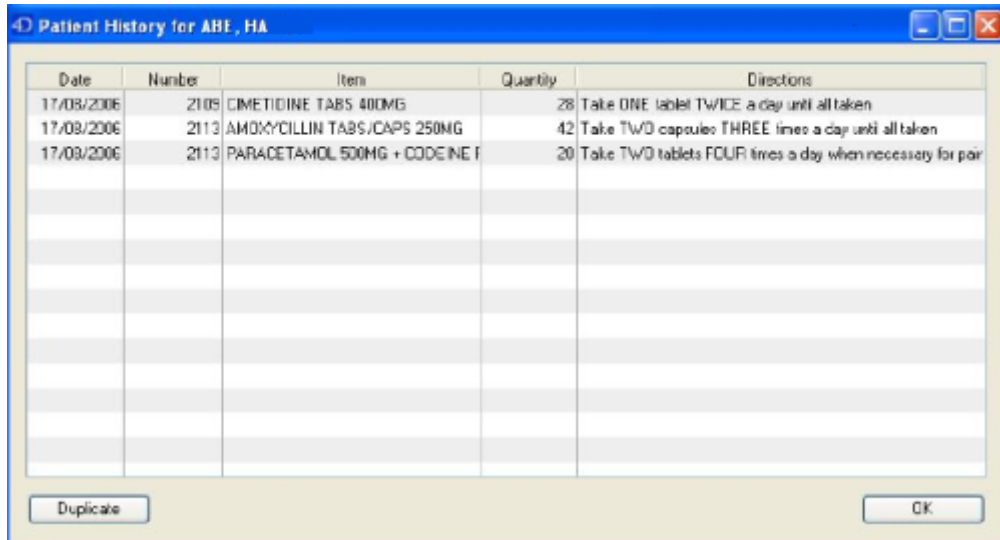 4D Patient History for ABE, HA
Date Number Item Quantity Directions
17/08/2006 2109 CIMETIDINE TABS 400MG 28 Take ONE tablet TWICE a day until all taken
17/08/2006 2113 AMOXYCILLIN TABS/CAPS 250MG 42 Take TWO capsules THREE times a day until all taken
17/08/2006 2113 PARACETAMOL 500MG + CODEINE F 20 Take TWO tablets FOUR times a day when necessary for pain
Duplicate OK